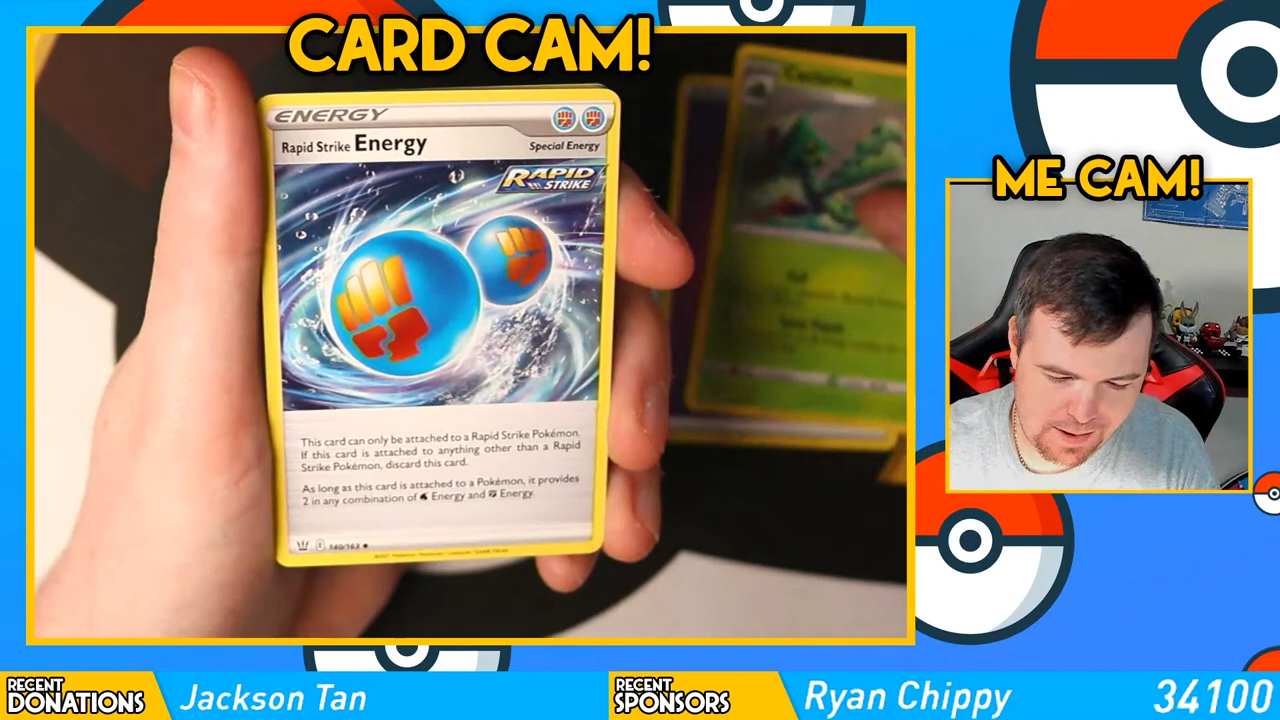 CARD CAM!
ENERGY
Rapid Strike Energy
Special Energy
RAPID
STRIKE
This card can only be attached to a Rapid Strike Pokémon.
If this card is attached to anything other than a Rapid
Strike Pokémon, discard this card.
As long as this card is attached to a Pokémon, it provides
2 in any combination of Energy and Energy.
E
140/163
ME CAM!
RECENT
DONATIONS
Jackson Tan
RECENT
SPONSORS
Ryan Chippy
34100